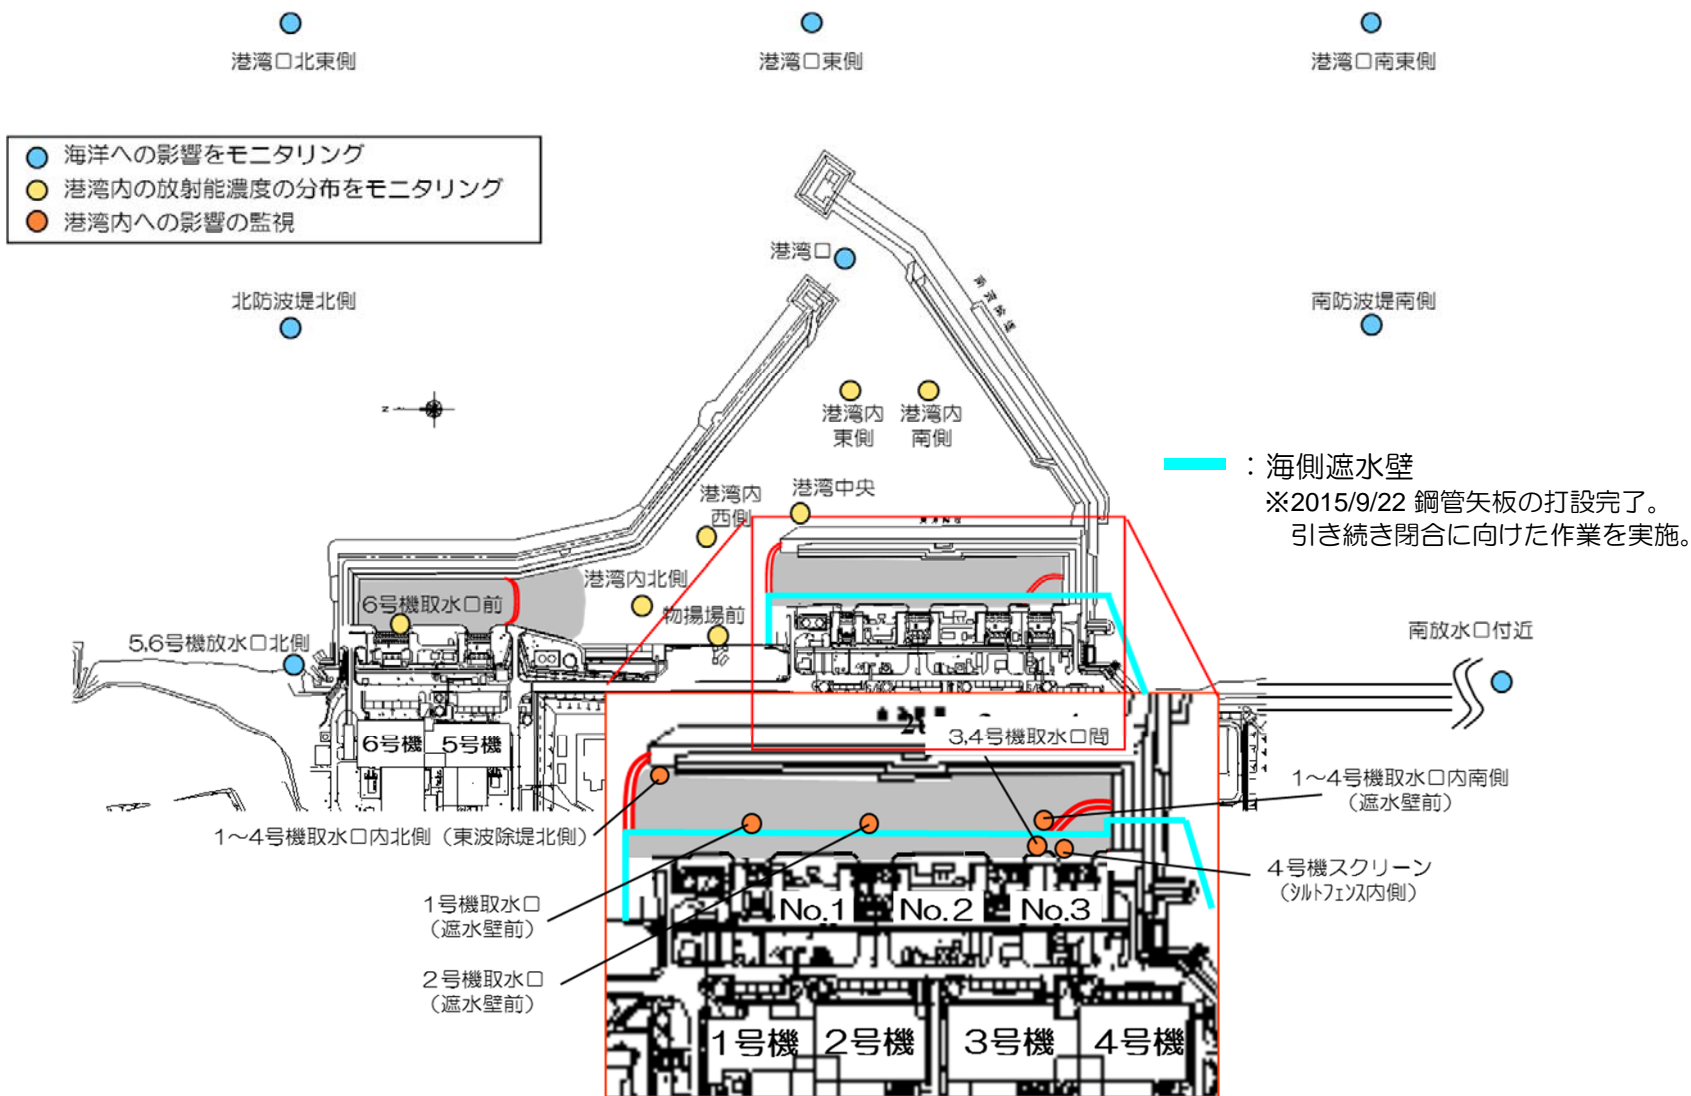 港湾口北東側
港湾口東側
港湾口南東側
海洋への影響をモニタリング
港湾内の放射能濃度の分布をモニタリング
港湾内への影響の監視
港湾口
北防波堤北側
南防波堤南側
N
港湾内
東側
港湾内
南側
：海側遮水壁
※2015/9/22 鋼管矢板の打設完了。
引き続き閉合に向けた作業を実施。
港湾内
西側
港湾中央
港湾内北側
6号機取水口前
物揚場前
5,6号機放水口北側
南放水口付近
6号機
5号機
3,4号機取水口間
1～4号機取水口内南側
（遮水壁前）
1～4号機取水口内北側（東波除堤北側）
4号機スクリーン
（シルトフェンス内側）
1号機取水口
（遮水壁前）
No.1
No.2
No.3
2号機取水口
（遮水壁前）
1号機
2号機
3号機
4号機